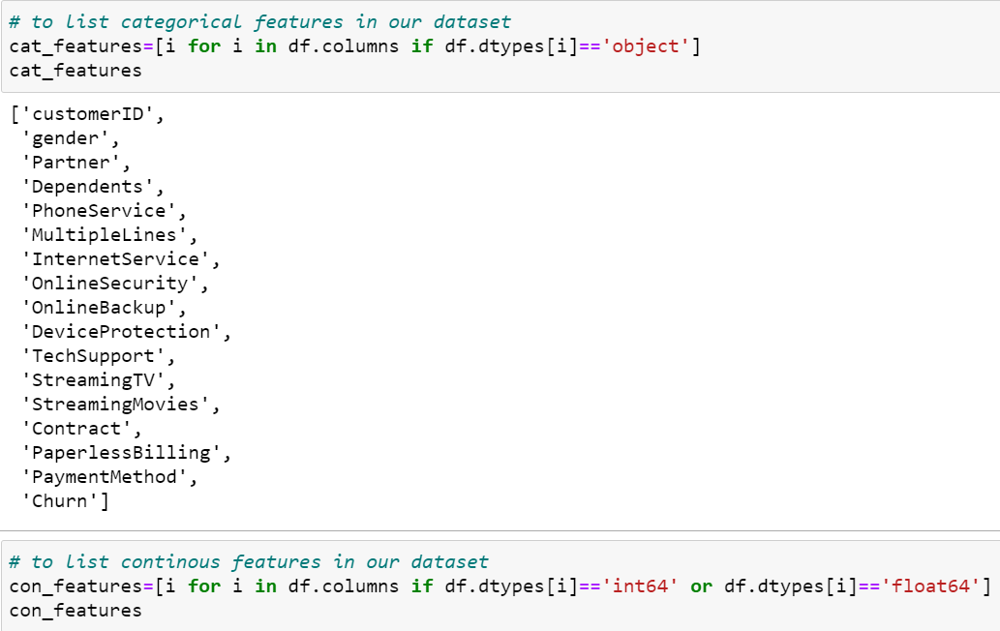 # to list categorical features in our dataset
cat_features=[i for i in df.columns if df.dtypes[i]=='object']
cat_features
['customerID',
 'gender',
 'Partner',
 'Dependents',
 'PhoneService',
 'MultipleLines',
 'InternetService',
 'OnlineSecurity',
 'OnlineBackup',
 'DeviceProtection',
 'TechSupport',
 'StreamingTV',
 'StreamingMovies',
 'Contract',
 'PaperlessBilling',
 'PaymentMethod',
 'Churn']
# to list continous features in our dataset
con_features=[i for i in df.columns if df.dtypes[i]=='int64' or df.dtypes[i]=='float64']
con_features